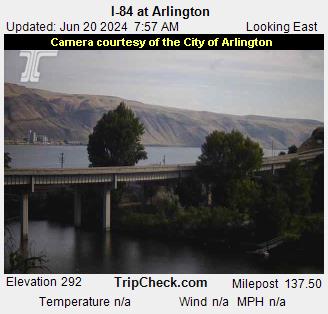 I-84 at Arlington
Updated: Jun 20 2024 7:57 AM Looking East
Camera courtesy of the City of Arlington
Elevation 292 TripCheck.com Milepost 137.50
Temperature n/a Wind n/a MPH n/a